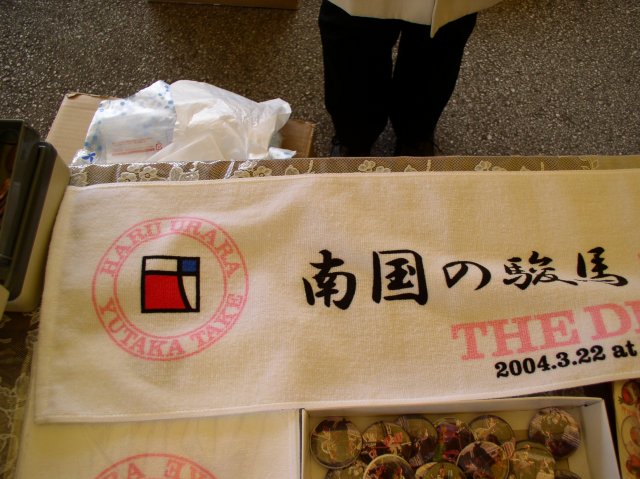 HARU URARA
YUTAKA TAKE
南国の駿馬
THE D
2004.3.22 at